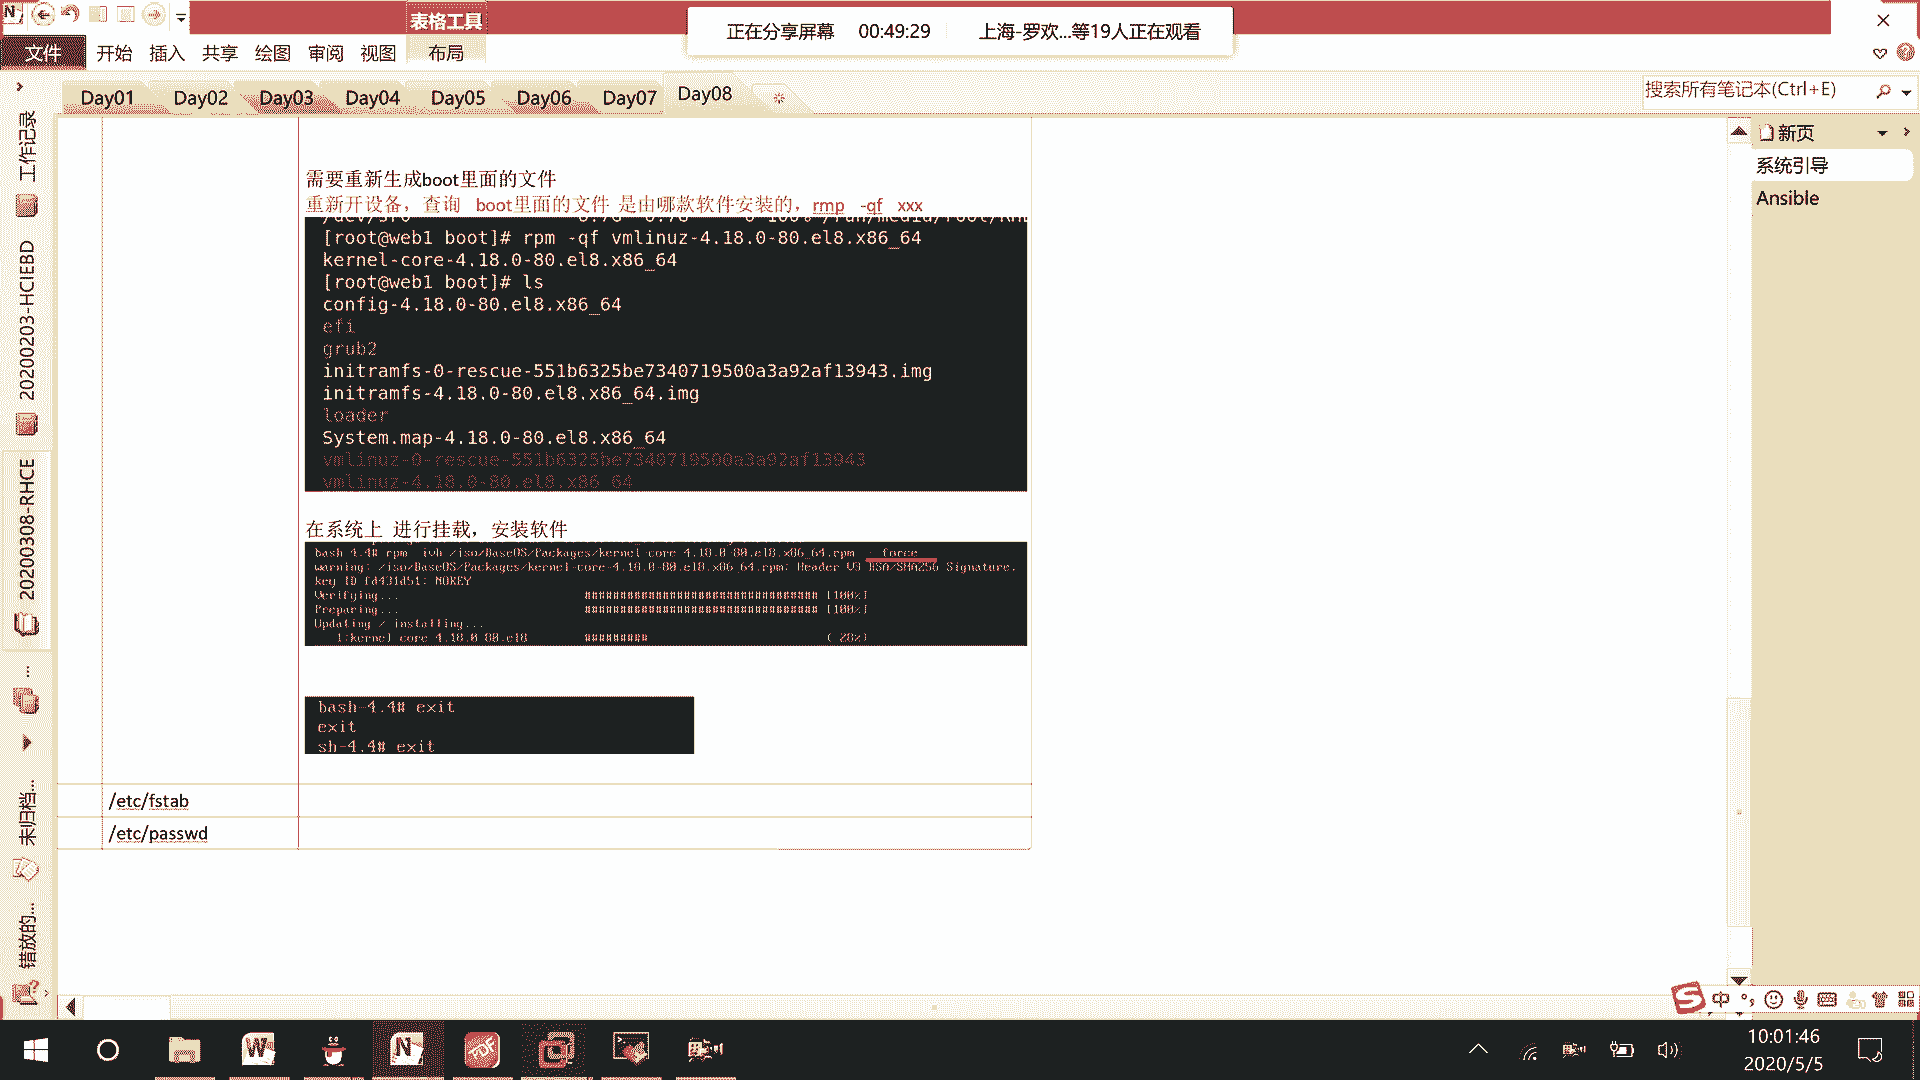 表格工具
正在分享屏幕 00:49:29 上海-罗欢...等19人正在观看
文件 开始 插入 共享 绘图 审阅 视图 布局
Day01 Day02 Day03 Day04 Day05 Day06 Day07 Day08
搜索所有笔记本(Ctrl+E)
工作记录
20200203-HCIEBD
20200308-RHCE
...
未归档...
错放的...
新页
系统引导
Ansible
需要重新生成boot里面的文件
重新开设备，查询 boot里面的文件 是由哪款软件安装的，rmp -qf xxx
[root@web1 boot]# rpm -qf vmlinuz-4.18.0-80.el8.x86_64
kernel-core-4.18.0-80.el8.x86_64
[root@web1 boot]# ls
config-4.18.0-80.el8.x86_64
efi
grub2
initramfs-0-rescue-551b6325be7340719500a3a92af13943.img
initramfs-4.18.0-80.el8.x86_64.img
loader
System.map-4.18.0-80.el8.x86_64
vmlinuz-0-rescue-551b6325be7340719500a3a92af13943
vmlinuz-4.18.0-80.el8.x86_64
在系统上 进行挂载，安装软件
bash-4.4# rpm -ivh /iso/BaseOS/Packages/kernel-core-4.18.0-80.el8.x86_64.rpm --force
warning: /iso/BaseOS/Packages/kernel-core-4.18.0-80.el8.x86_64.rpm: Header V3 RSA/SHA256 Signature,
key ID fd431d51: NOKEY
Verifying... ################################# [100%]
Preparing... ################################# [100%]
Updating / installing...
1:kernel-core-4.18.0-80.el8 ######### ( 28%)
bash-4.4# exit
exit
sh-4.4# exit
/etc/fstab
/etc/passwd
中
10:01:46
2020/5/5